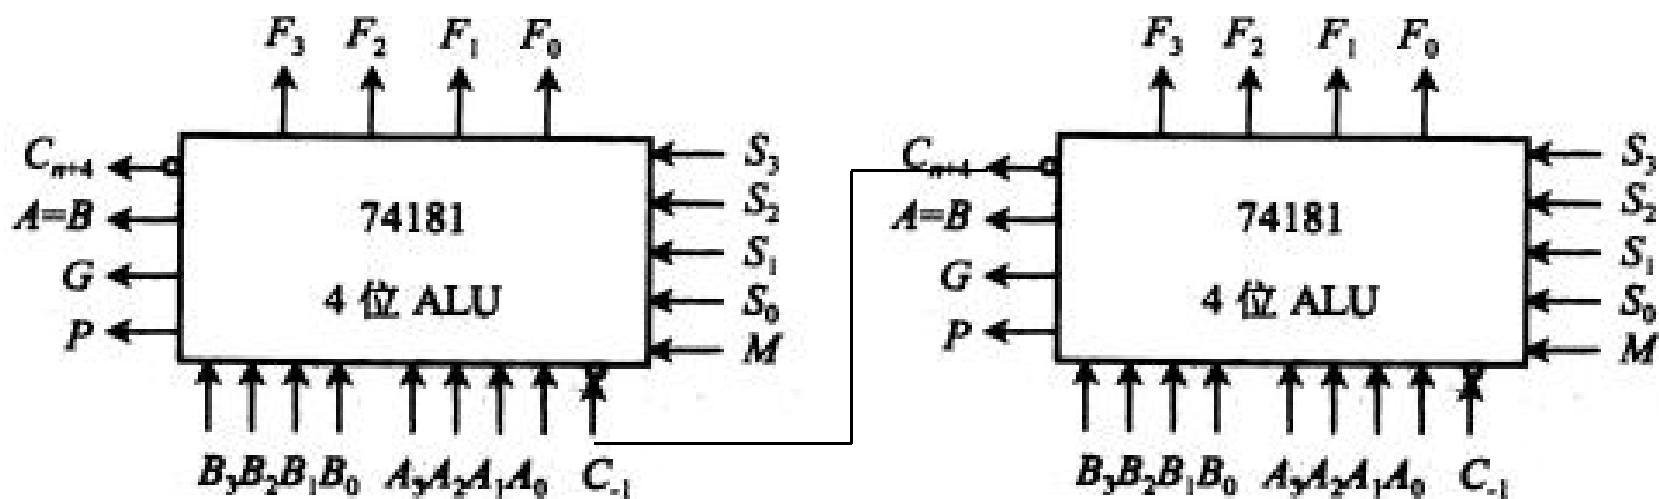 F₃ F₂ F₁ F₀ F₃ F₂ F₁ F₀
Cₙ₊₄ S₃ Cₙ₊₄ S₃
A=B 74181 S₂ A=B 74181 S₂
G S₁ G S₁
4 位 ALU S₀ 4 位 ALU S₀
P M P M
B₃B₂B₁B₀ A₃A₂A₁A₀ C₋₁ B₃B₂B₁B₀ A₃A₂A₁A₀ C₋₁